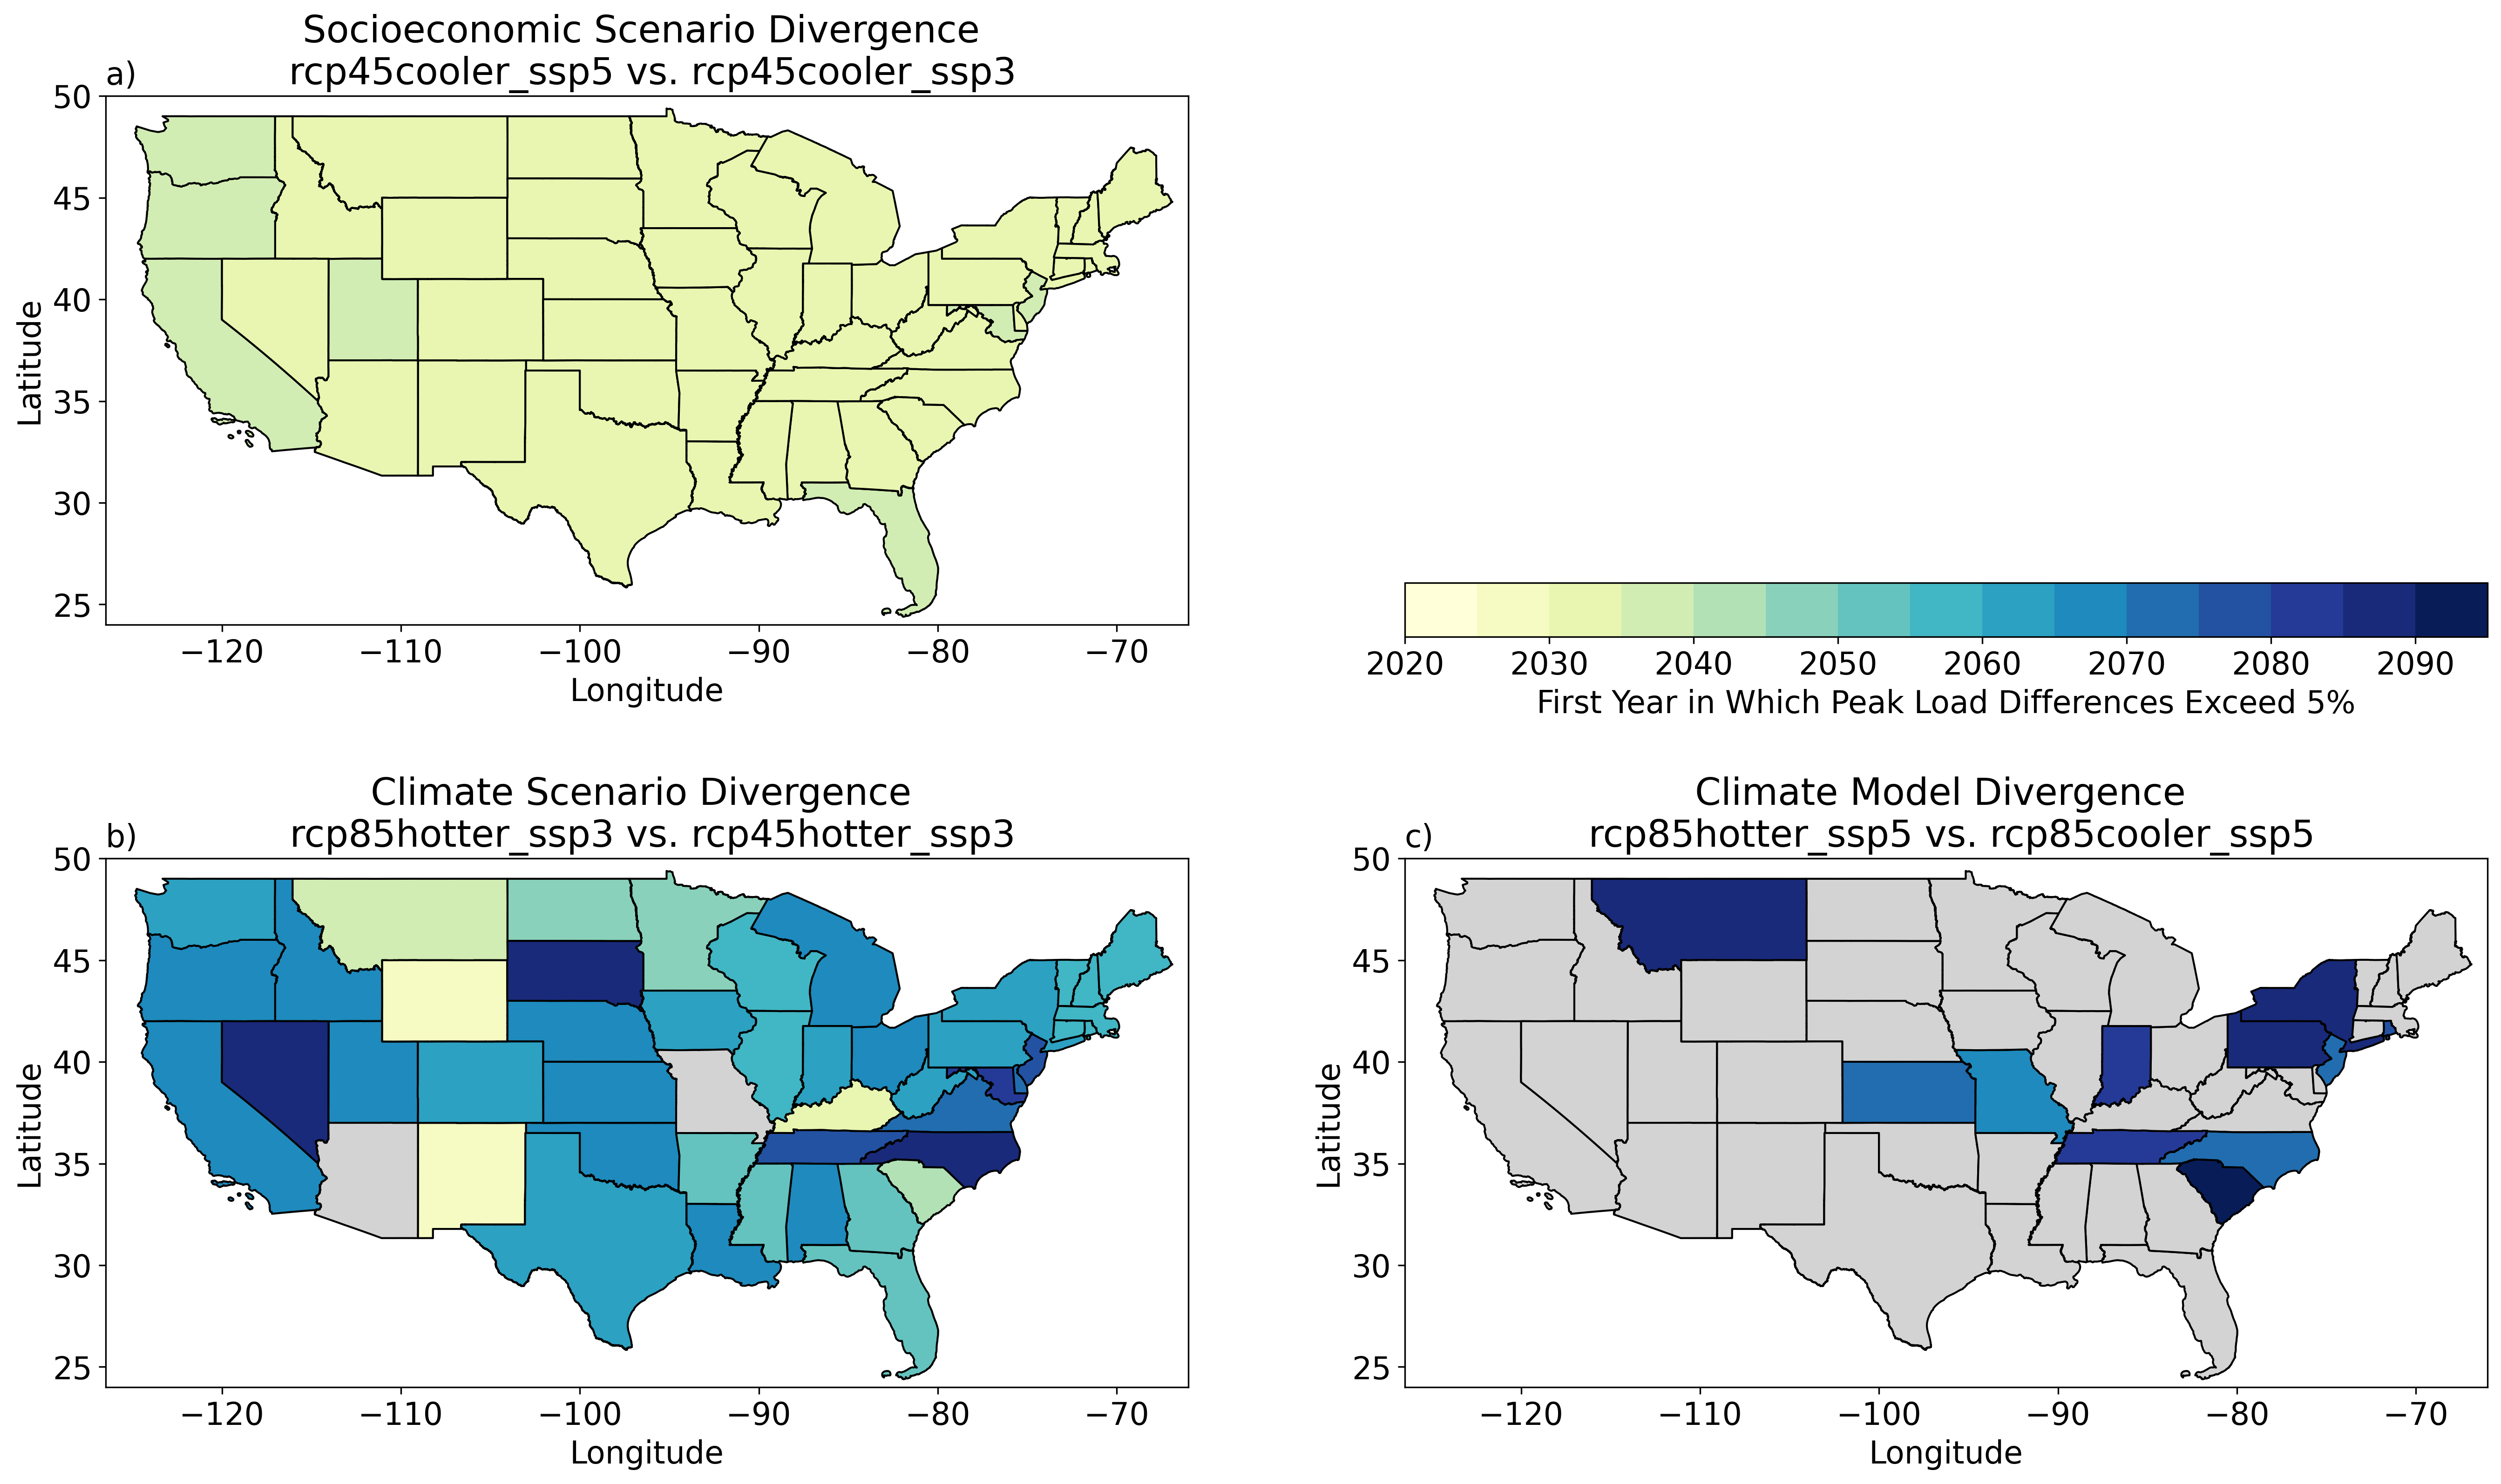 Socioeconomic Scenario Divergence
a) rcp45cooler_ssp5 vs. rcp45cooler_ssp3
50
45
40
35
30
25
Latitude
−120 −110 −100 −90 −80 −70
Longitude
2020 2030 2040 2050 2060 2070 2080 2090
First Year in Which Peak Load Differences Exceed 5%
Climate Scenario Divergence
b) rcp85hotter_ssp3 vs. rcp45hotter_ssp3
50
45
40
35
30
25
Latitude
−120 −110 −100 −90 −80 −70
Longitude
Climate Model Divergence
c) rcp85hotter_ssp5 vs. rcp85cooler_ssp5
50
45
40
35
30
25
Latitude
−120 −110 −100 −90 −80 −70
Longitude